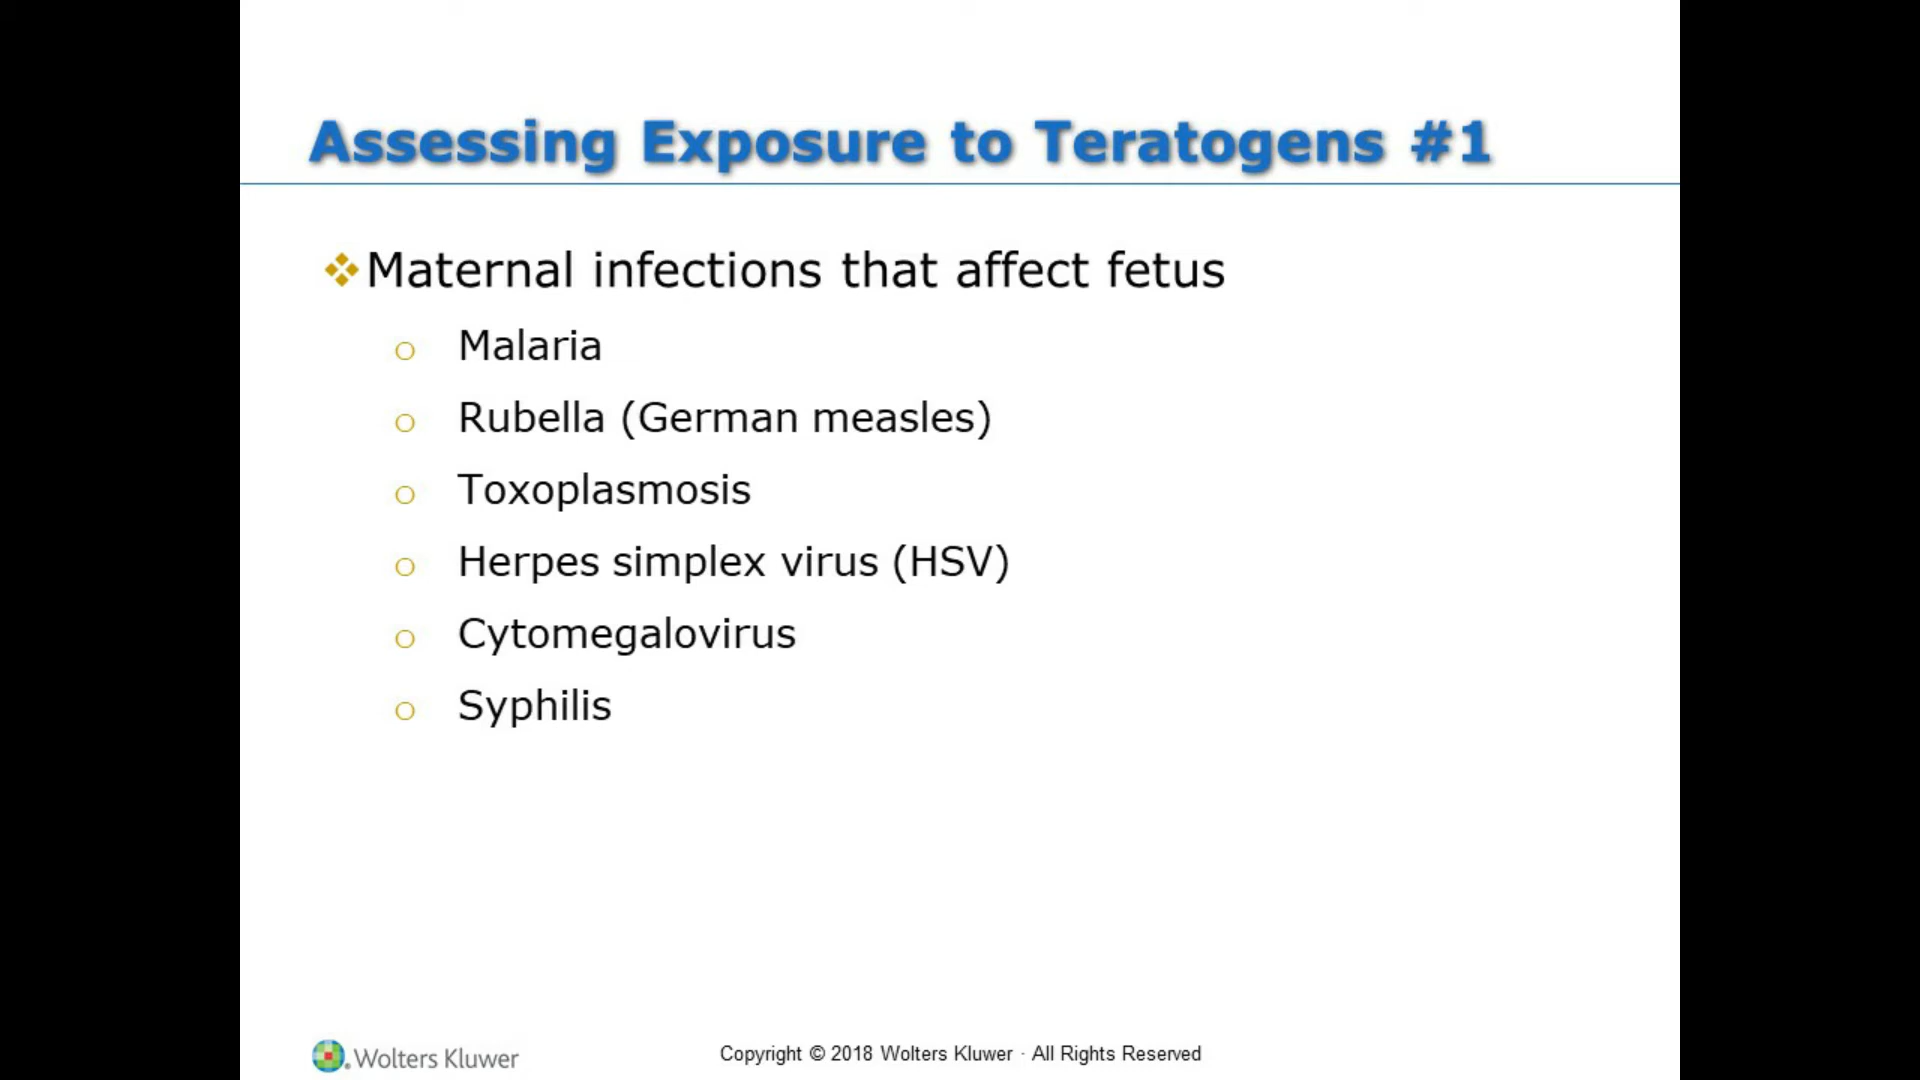 Assessing Exposure to Teratogens #1
Maternal infections that affect fetus
Malaria
Rubella (German measles)
Toxoplasmosis
Herpes simplex virus (HSV)
Cytomegalovirus
Syphilis
Wolters Kluwer
Copyright © 2018 Wolters Kluwer · All Rights Reserved